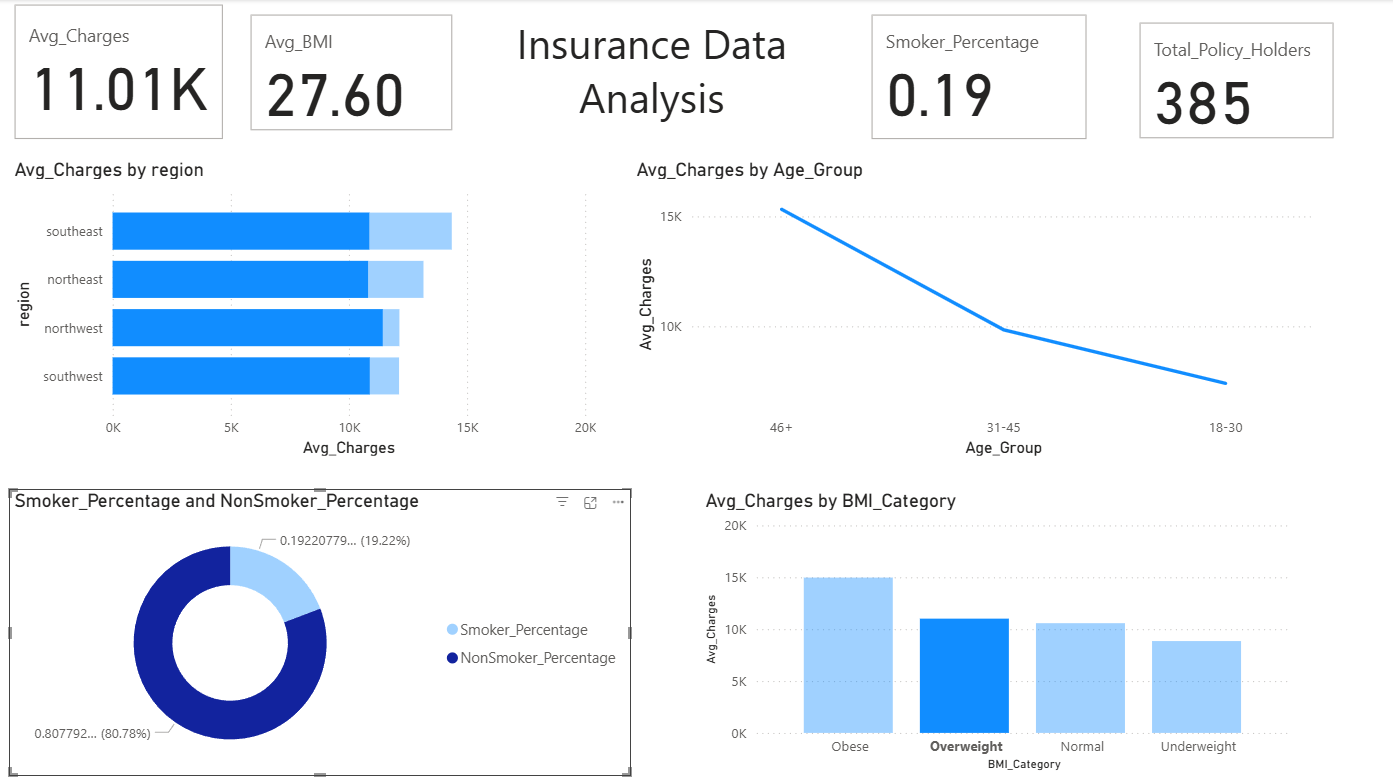 Avg_Charges
11.01K
Avg_BMI
27.60
Insurance Data
Analysis
Smoker_Percentage
0.19
Total_Policy_Holders
385
Avg_Charges by region
region
southeast
northeast
northwest
southwest
0K 5K 10K 15K 20K
Avg_Charges
Avg_Charges by Age_Group
Avg_Charges
15K
10K
46+ 31-45 18-30
Age_Group
Smoker_Percentage and NonSmoker_Percentage
0.19220779... (19.22%)
0.807792... (80.78%)
Smoker_Percentage
NonSmoker_Percentage
Avg_Charges by BMI_Category
Avg_Charges
20K
15K
10K
5K
0K
Obese Overweight Normal Underweight
BMI_Category